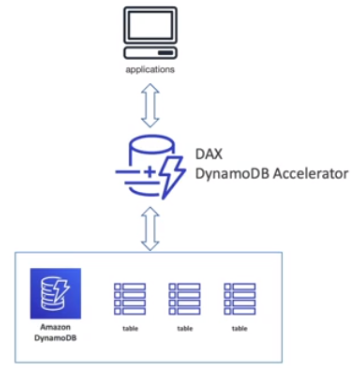 applications
DAX
DynamoDB Accelerator
Amazon
DynamoDB
table
table
table